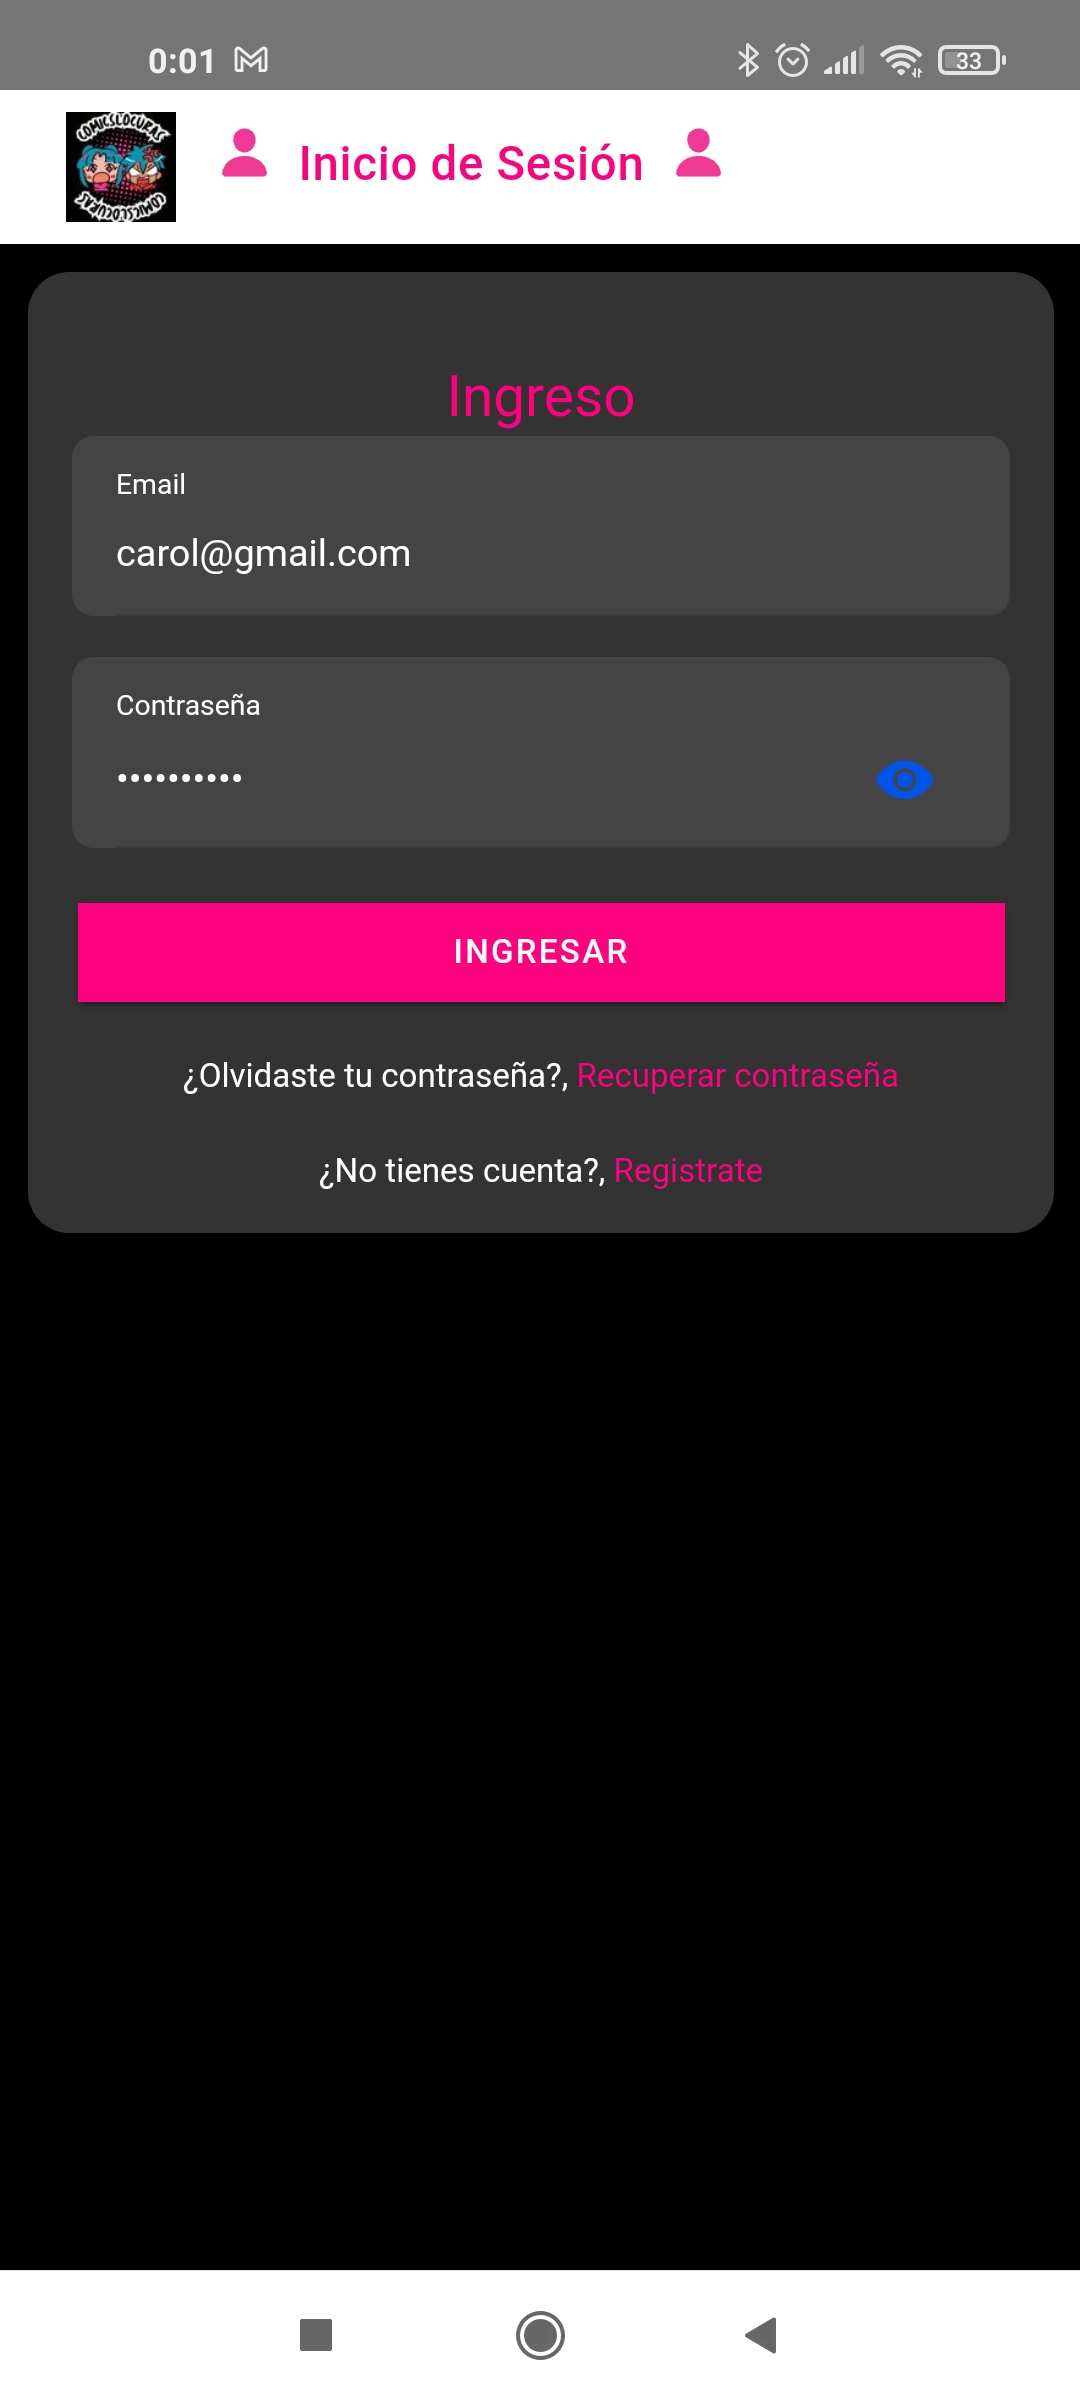 0:01
33
COMICSLOCURAS
Inicio de Sesión
COMICSLOCURAS
Ingreso
Email
carol@gmail.com
Contraseña
••••••••••
INGRESAR
¿Olvidaste tu contraseña?, Recuperar contraseña
¿No tienes cuenta?, Registrate